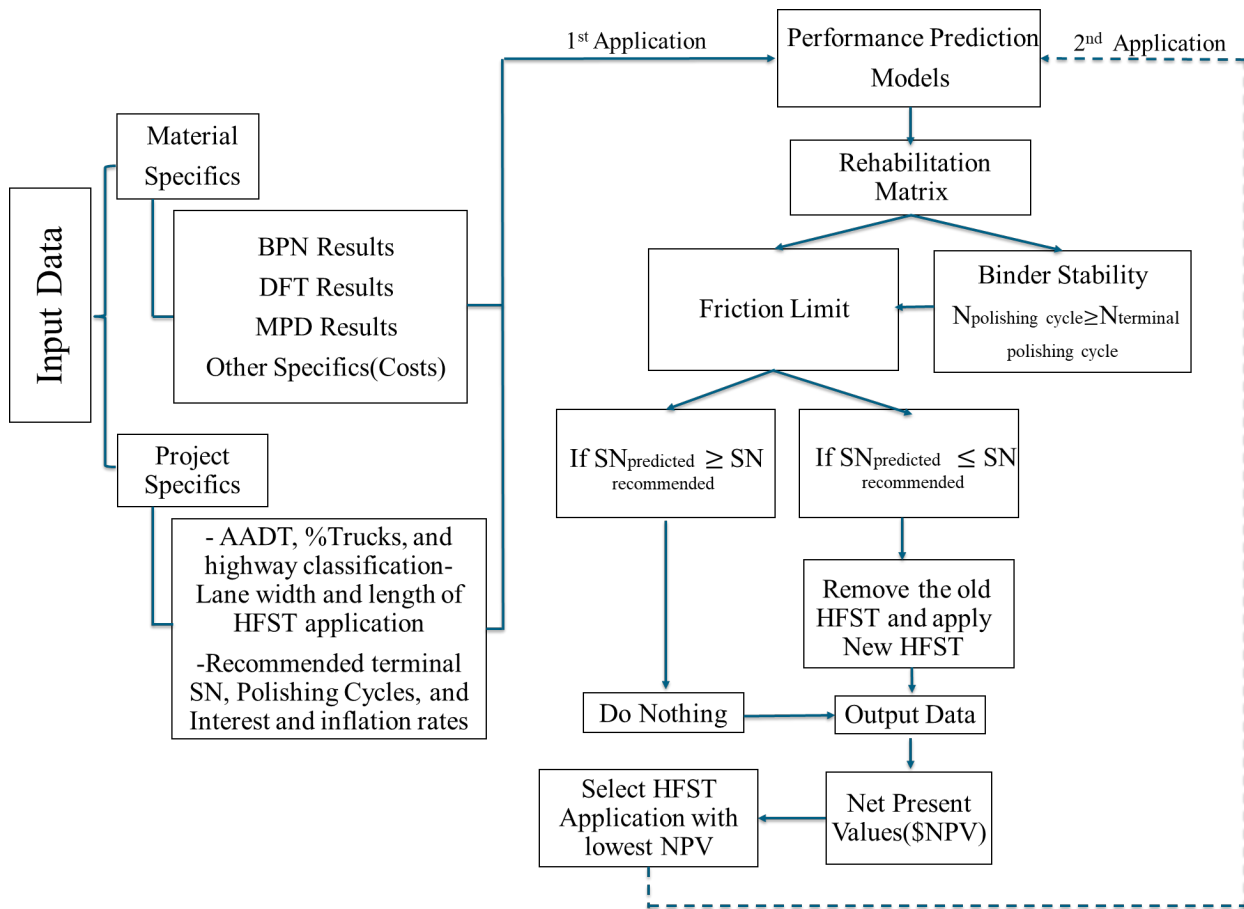 1st Application
Performance Prediction
Models
2nd Application
Material
Specifics
Input Data
BPN Results
DFT Results
MPD Results
Other Specifics(Costs)
Project
Specifics
- AADT, %Trucks, and
highway classification-
Lane width and length of
HFST application
-Recommended terminal
SN, Polishing Cycles, and
Interest and inflation rates
Rehabilitation
Matrix
Friction Limit
Binder Stability
Npolishing cycle≥Nterminal
polishing cycle
If SNpredicted ≥ SN
recommended
If SNpredicted ≤ SN
recommended
Remove the old
HFST and apply
New HFST
Do Nothing
Output Data
Select HFST
Application with
lowest NPV
Net Present
Values($NPV)